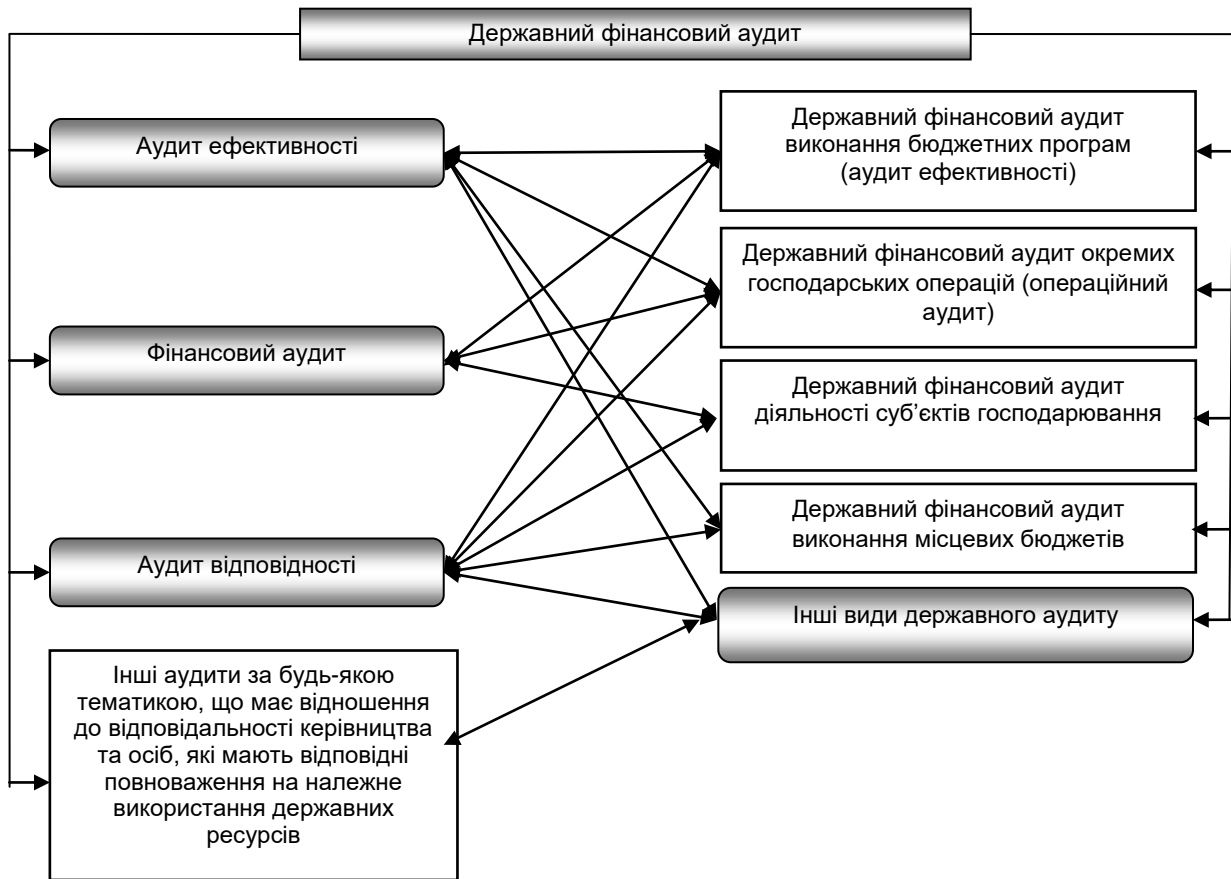 Державний фінансовий аудит
Аудит ефективності
Фінансовий аудит
Аудит відповідності
Інші аудити за будь-якою
тематикою, що має відношення
до відповідальності керівництва
та осіб, які мають відповідні
повноваження на належне
використання державних
ресурсів
Державний фінансовий аудит
виконання бюджетних програм
(аудит ефективності)
Державний фінансовий аудит окремих
господарських операцій (операційний
аудит)
Державний фінансовий аудит
діяльності суб’єктів господарювання
Державний фінансовий аудит
виконання місцевих бюджетів
Інші види державного аудиту